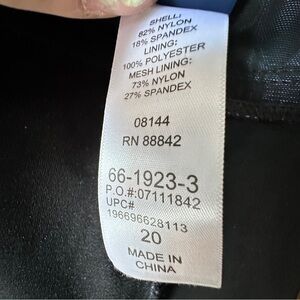 SHELL:
82% NYLON
18% SPANDEX
LINING:
100% POLYESTER
MESH LINING:
73% NYLON
27% SPANDEX
08144
RN 88842
66-1923-3
P.O.#:07111842
UPC#
196696628113
20
MADE IN
CHINA